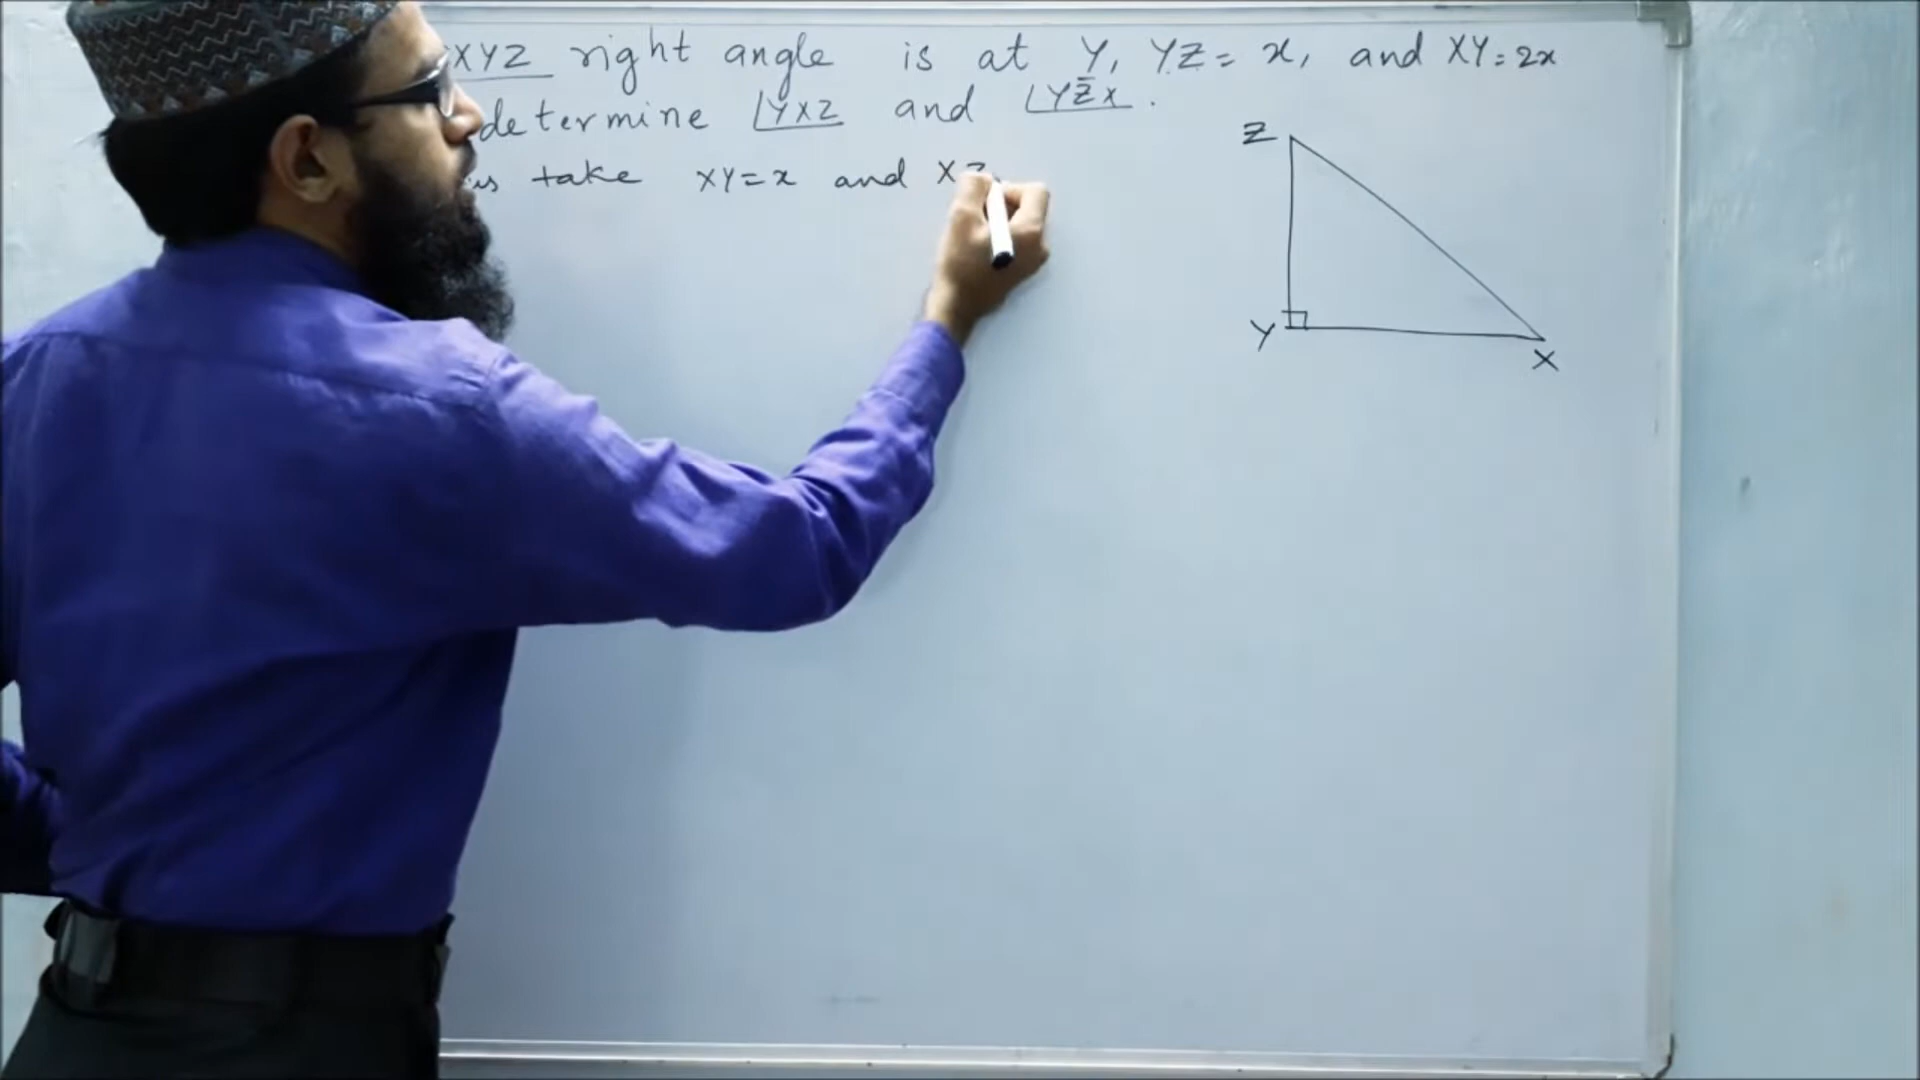 XYZ right angle is at Y, YZ = x, and XY = 2x
determine ∠YXZ and ∠YZX.
take XY = x and XZ
Z
Y
X